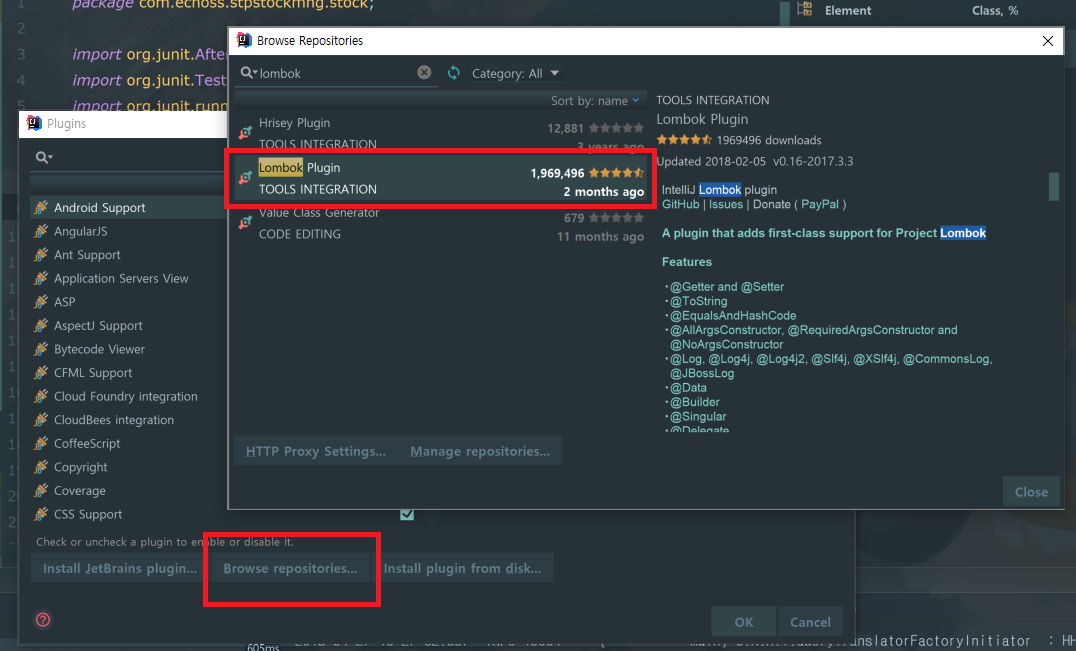 1 package com.echoss.stpstockmng.stock;
2
3 import org.junit.After
4 import org.junit.Test
5 import org.junit.runn
Element Class, %
Browse Repositories
lombok Category: All
Sort by: name
Hrisey Plugin 12,881
TOOLS INTEGRATION 3 years ago
Lombok Plugin 1,969,496
TOOLS INTEGRATION 2 months ago
Value Class Generator 679
CODE EDITING 11 months ago
HTTP Proxy Settings... Manage repositories...
TOOLS INTEGRATION
Lombok Plugin
1969496 downloads
Updated 2018-02-05 v0.16-2017.3.3
IntelliJ Lombok plugin
GitHub | Issues | Donate ( PayPal )
A plugin that adds first-class support for Project Lombok
Features
•@Getter and @Setter
•@ToString
•@EqualsAndHashCode
•@AllArgsConstructor, @RequiredArgsConstructor and
@NoArgsConstructor
•@Log, @Log4j, @Log4j2, @Slf4j, @XSlf4j, @CommonsLog,
@JBossLog
•@Data
•@Builder
•@Singular
•@Delegate
Close
Plugins
Android Support
AngularJS
Ant Support
Application Servers View
ASP
AspectJ Support
Bytecode Viewer
CFML Support
Cloud Foundry integration
CloudBees integration
CoffeeScript
Copyright
Coverage
CSS Support
Check or uncheck a plugin to enable or disable it.
Install JetBrains plugin... Browse repositories... Install plugin from disk...
OK Cancel
605ms